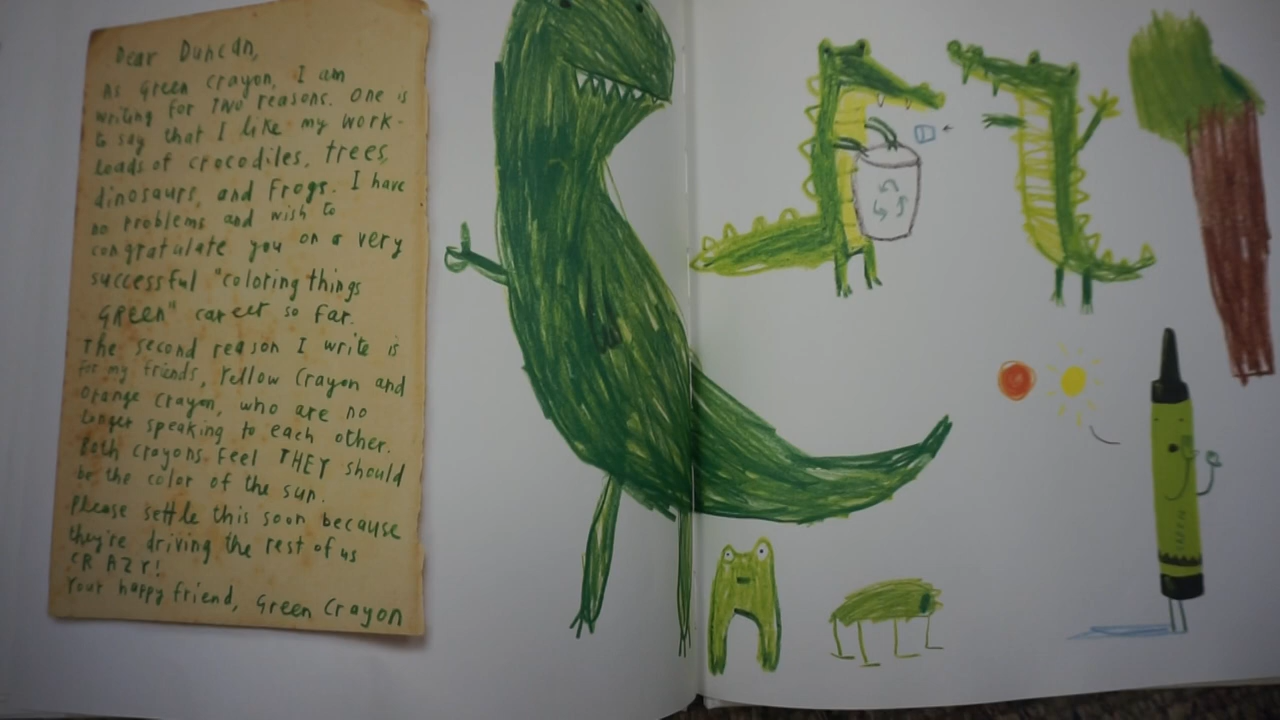 Dear Duncan,
As Green Crayon, I am
writing for TWO reasons. One is
to say that I like my work-
loads of crocodiles, trees,
dinosaurs, and frogs. I have
no problems and wish to
congratulate you on a very
successful "coloring things
GREEN" career so far.
The second reason I write is
for my friends, Yellow Crayon and
Orange Crayon, who are no
longer speaking to each other.
Both crayons feel THEY should
be the color of the sun.
Please settle this soon because
they're driving the rest of us
CRAZY!
Your happy friend, Green Crayon
GREEN